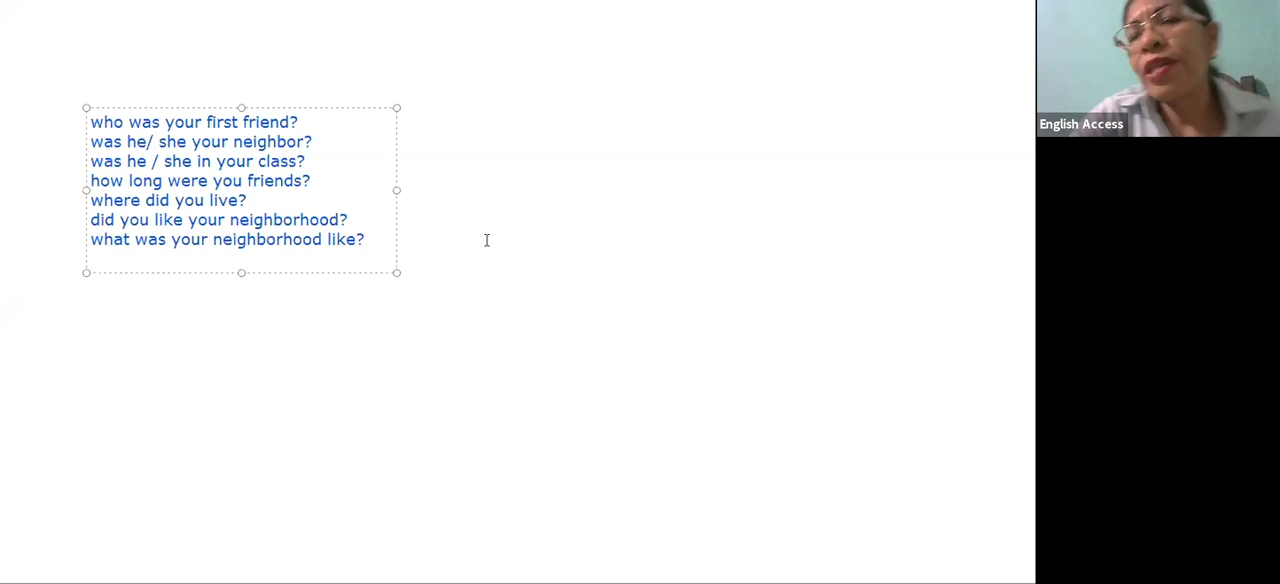 who was your first friend?
was he/ she your neighbor?
was he / she in your class?
how long were you friends?
where did you live?
did you like your neighborhood?
what was your neighborhood like?
English Access